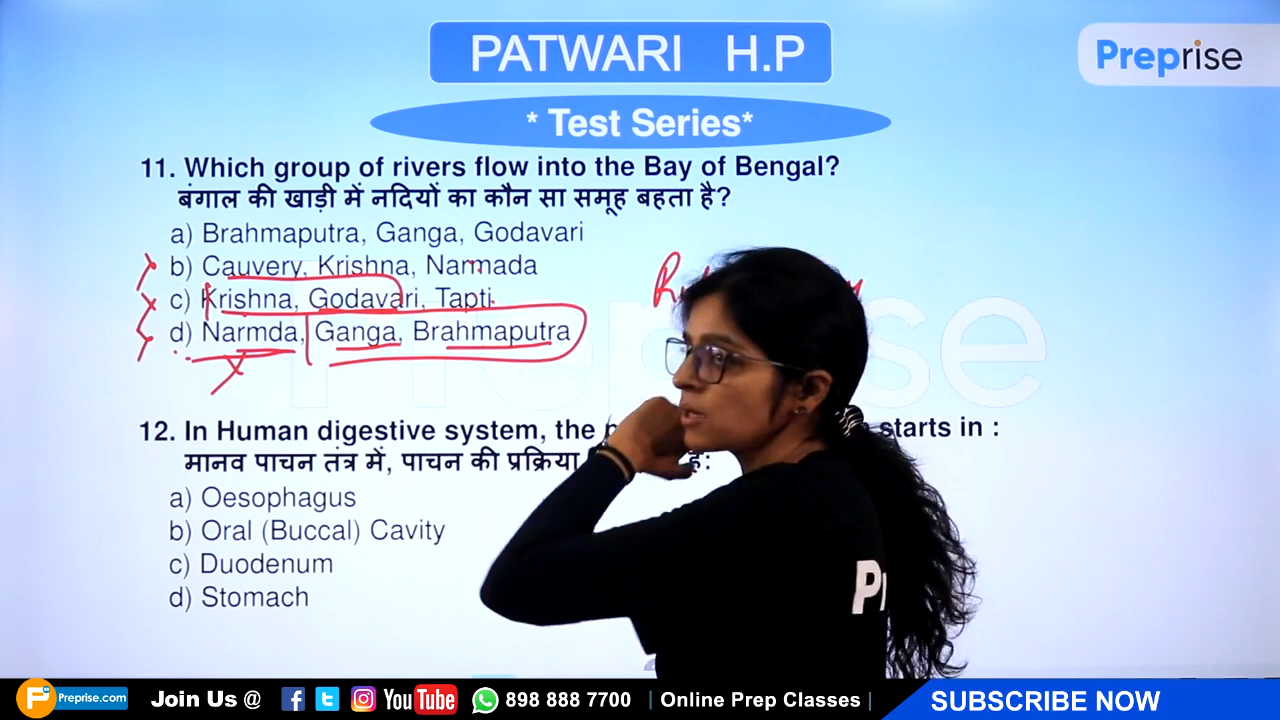 PATWARI H.P
Preprise
* Test Series*
11. Which group of rivers flow into the Bay of Bengal?
बंगाल की खाड़ी में नदियों का कौन सा समूह बहता है?
a) Brahmaputra, Ganga, Godavari
b) Cauvery, Krishna, Narmada
c) Krishna, Godavari, Tapti
d) Narmda, Ganga, Brahmaputra
12. In Human digestive system, the starts in :
मानव पाचन तंत्र में, पाचन की प्रक्रिया है:
a) Oesophagus
b) Oral (Buccal) Cavity
c) Duodenum
d) Stomach
Preprise.com Join Us @ YouTube 898 888 7700 | Online Prep Classes | SUBSCRIBE NOW